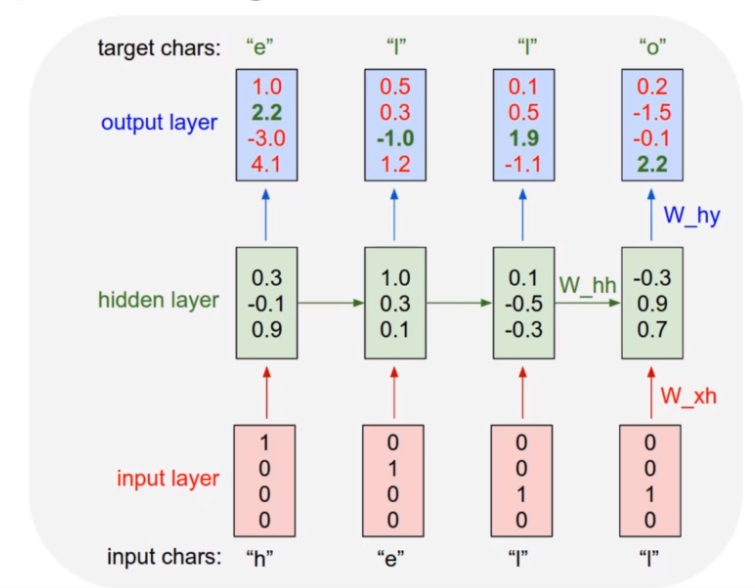 target chars: “e” “l” “l” “o”
1.0 0.5 0.1 0.2
output layer 2.2 0.3 0.5 -1.5
-3.0 -1.0 1.9 -0.1
4.1 1.2 -1.1 2.2
W_hy
0.3 1.0 0.1 W_hh -0.3
hidden layer -0.1 0.3 -0.5 0.9
0.9 0.1 -0.3 0.7
W_xh
1 0 0 0
input layer 0 1 0 0
0 0 1 1
0 0 0 0
input chars: “h” “e” “l” “l”